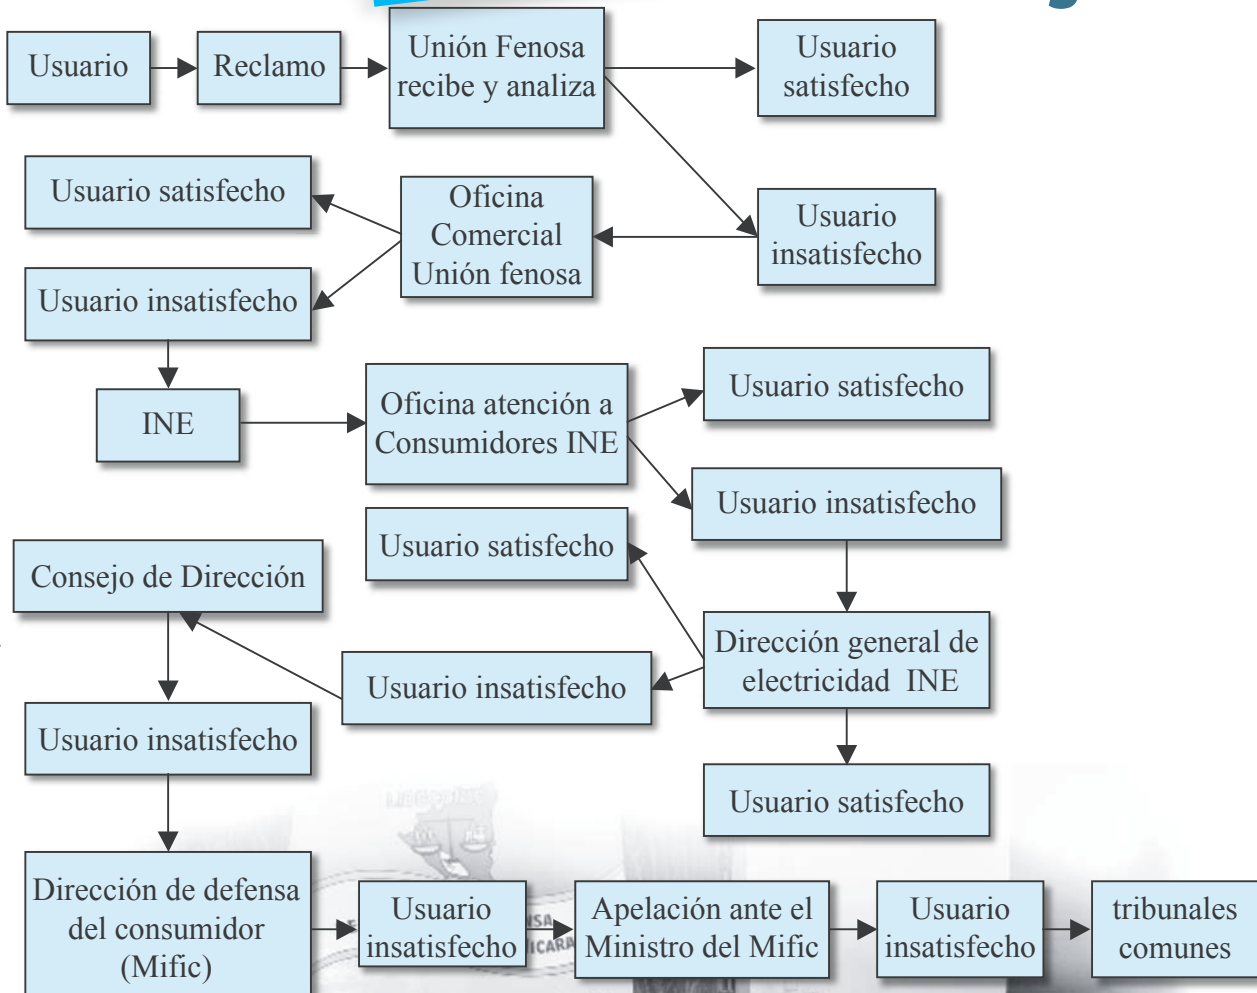 Usuario
Reclamo
Unión Fenosa
recibe y analiza
Usuario
satisfecho
Usuario satisfecho
Oficina
Comercial
Unión fenosa
Usuario
insatisfecho
Usuario insatisfecho
INE
Oficina atención a
Consumidores INE
Usuario satisfecho
Usuario insatisfecho
Usuario satisfecho
Consejo de Dirección
Dirección general de
electricidad INE
Usuario insatisfecho
Usuario insatisfecho
Usuario satisfecho
Dirección de defensa
del consumidor
(Mific)
Usuario
insatisfecho
Apelación ante el
Ministro del Mific
Usuario
insatisfecho
tribunales
comunes